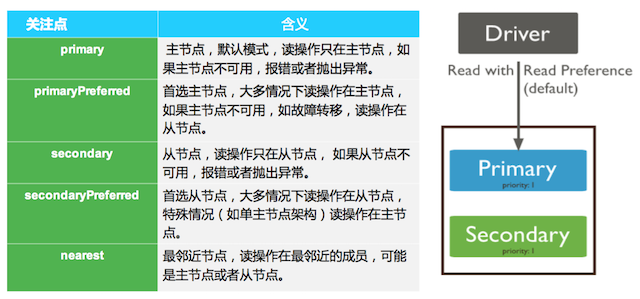 关注点 含义
primary 主节点，默认模式，读操作只在主节点，如
果主节点不可用，报错或者抛出异常。
primaryPreferred 首选主节点，大多情况下读操作在主节点，
如果主节点不可用，如故障转移，读操作在
从节点。
secondary 从节点，读操作只在从节点， 如果从节点不
可用，报错或者抛出异常。
secondaryPreferred 首选从节点，大多情况下读操作在从节点，
特殊情况（如单主节点架构）读操作在主节
点。
nearest 最邻近节点，读操作在最邻近的成员，可能
是主节点或者从节点。
Driver
Read with Read Preference
(default)
Primary
priority: 1
Secondary
priority: 1